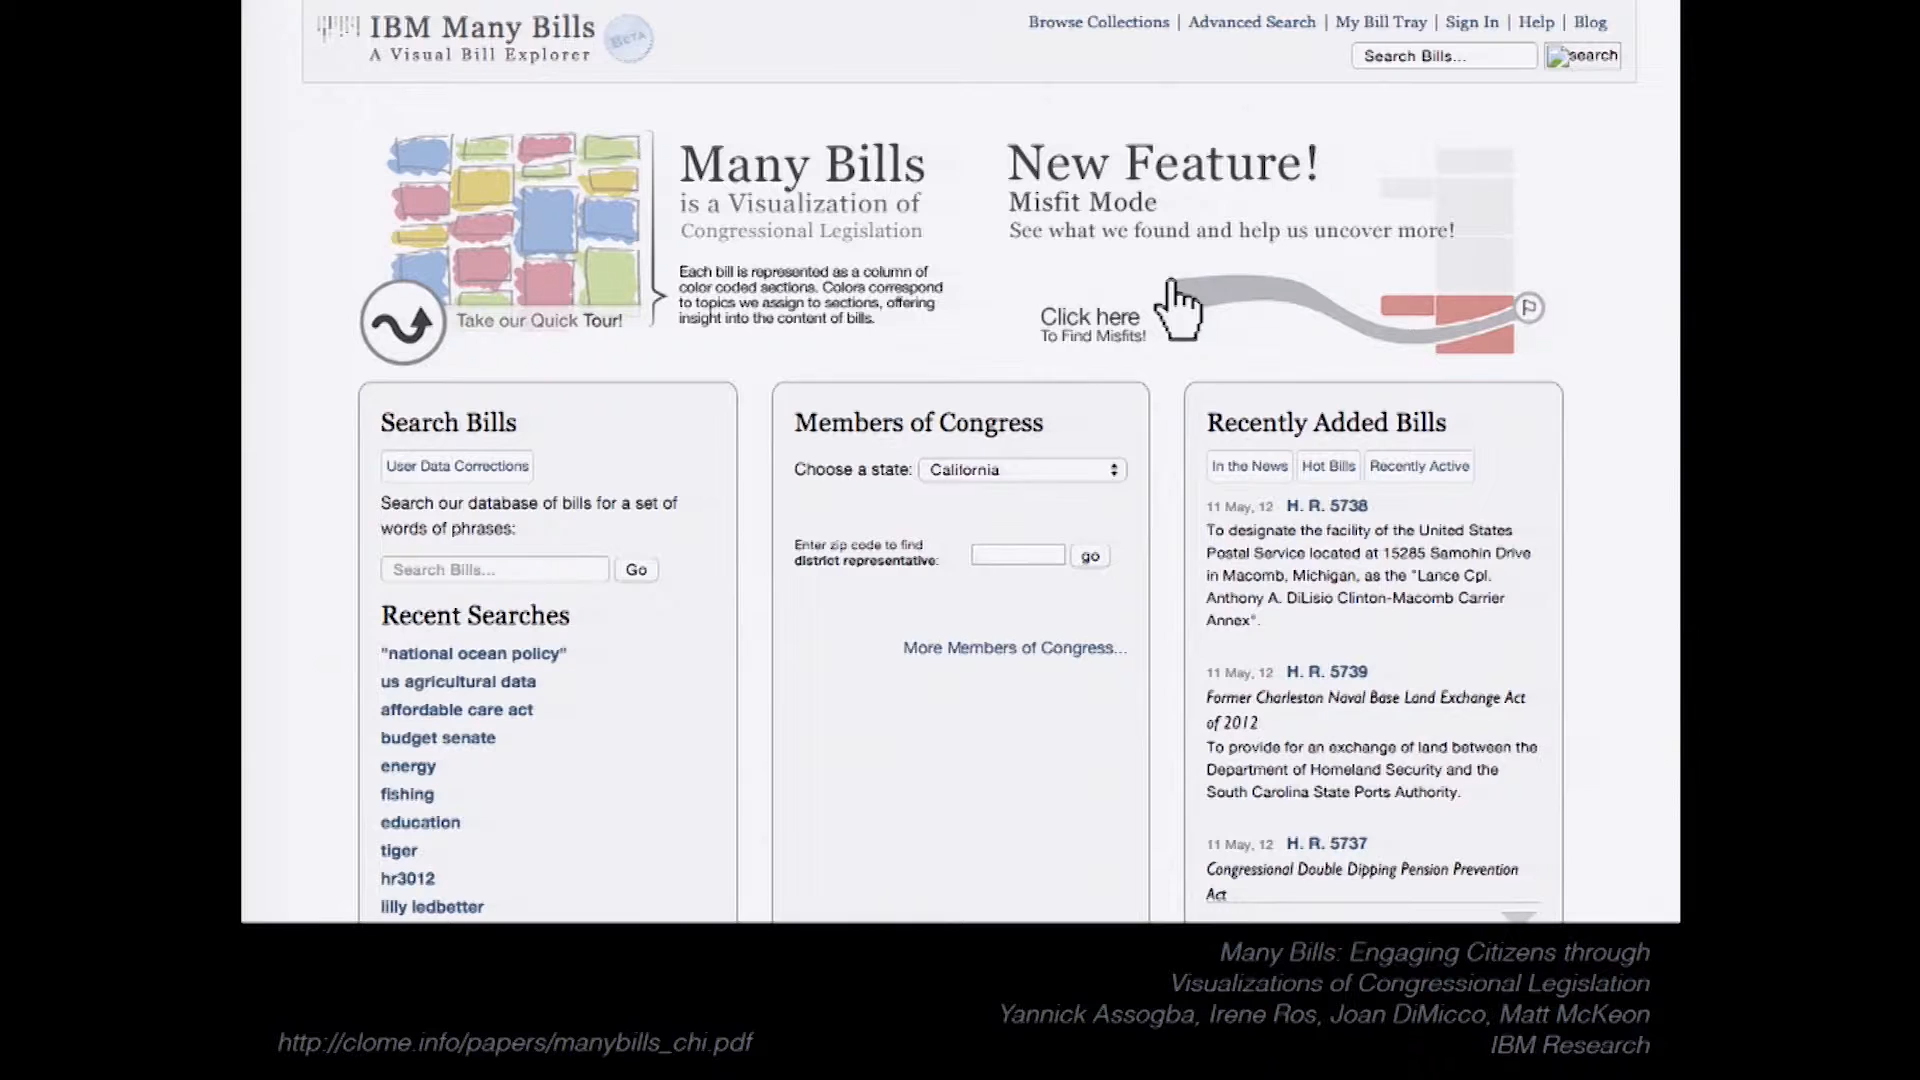 IBM Many Bills
A Visual Bill Explorer
BETA
Browse Collections | Advanced Search | My Bill Tray | Sign In | Help | Blog
Search Bills...
search
Many Bills
is a Visualization of
Congressional Legislation
Each bill is represented as a column of
color coded sections. Colors correspond
to topics we assign to sections, offering
insight into the content of bills.
Take our Quick Tour!
New Feature!
Misfit Mode
See what we found and help us uncover more!
Click here
To Find Misfits!
Search Bills
User Data Corrections
Search our database of bills for a set of
words of phrases:
Search Bills...
Go
Recent Searches
"national ocean policy"
us agricultural data
affordable care act
budget senate
energy
fishing
education
tiger
hr3012
lilly ledbetter
Members of Congress
Choose a state: California
Enter zip code to find
district representative:
go
More Members of Congress...
Recently Added Bills
In the News
Hot Bills
Recently Active
11 May, 12 H. R. 5738
To designate the facility of the United States
Postal Service located at 15285 Samohin Drive
in Macomb, Michigan, as the "Lance Cpl.
Anthony A. DiLisio Clinton-Macomb Carrier
Annex".
11 May, 12 H. R. 5739
Former Charleston Naval Base Land Exchange Act
of 2012
To provide for an exchange of land between the
Department of Homeland Security and the
South Carolina State Ports Authority.
11 May, 12 H. R. 5737
Congressional Double Dipping Pension Prevention
Act
Many Bills: Engaging Citizens through
Visualizations of Congressional Legislation
Yannick Assogba, Irene Ros, Joan DiMicco, Matt McKeon
IBM Research
http://clome.info/papers/manybills_chi.pdf